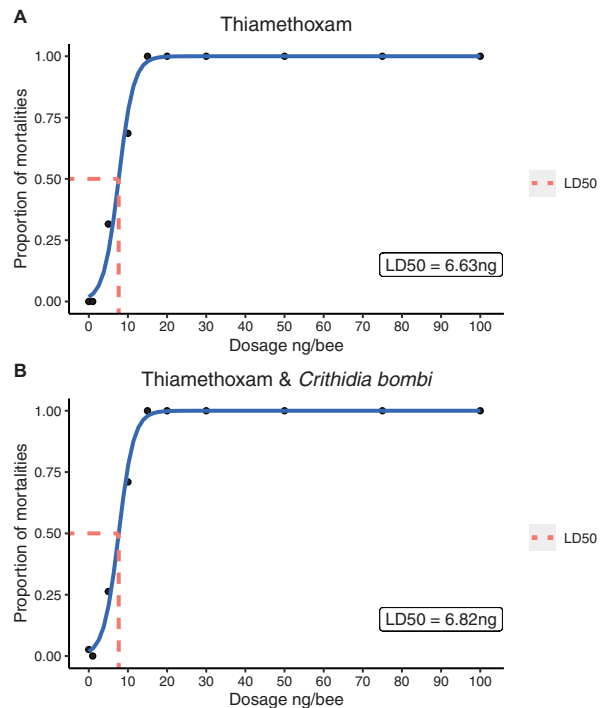 A
Thiamethoxam
Proportion of mortalities
1.00
0.75
0.50
0.25
0.00
LD50
LD50 = 6.63ng
0 10 20 30 40 50 60 70 80 90 100
Dosage ng/bee
B
Thiamethoxam & Crithidia bombi
Proportion of mortalities
1.00
0.75
0.50
0.25
0.00
LD50
LD50 = 6.82ng
0 10 20 30 40 50 60 70 80 90 100
Dosage ng/bee